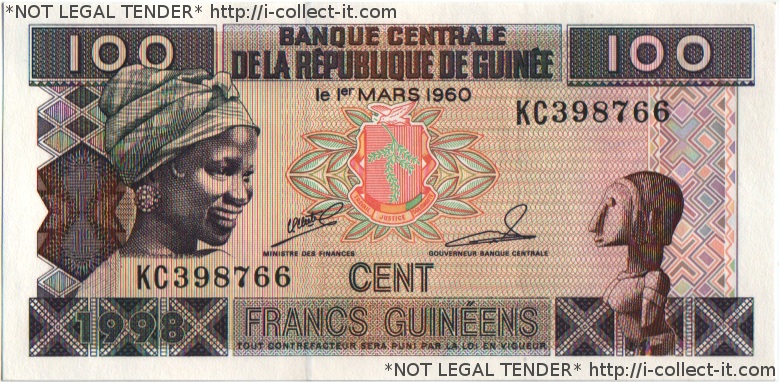 *NOT LEGAL TENDER* http://i-collect-it.com
100 BANQUE CENTRALE 100
DE LA RÉPUBLIQUE DE GUINÉE
le 1er MARS 1960
KC398766
JUSTICE
MINISTRE DES FINANCES GOUVERNEUR BANQUE CENTRALE
KC398766 CENT
1998 FRANCS GUINÉENS
TOUT CONTREFACTEUR SERA PUNI PAR LA LOI EN VIGUEUR
*NOT LEGAL TENDER* http://i-collect-it.com